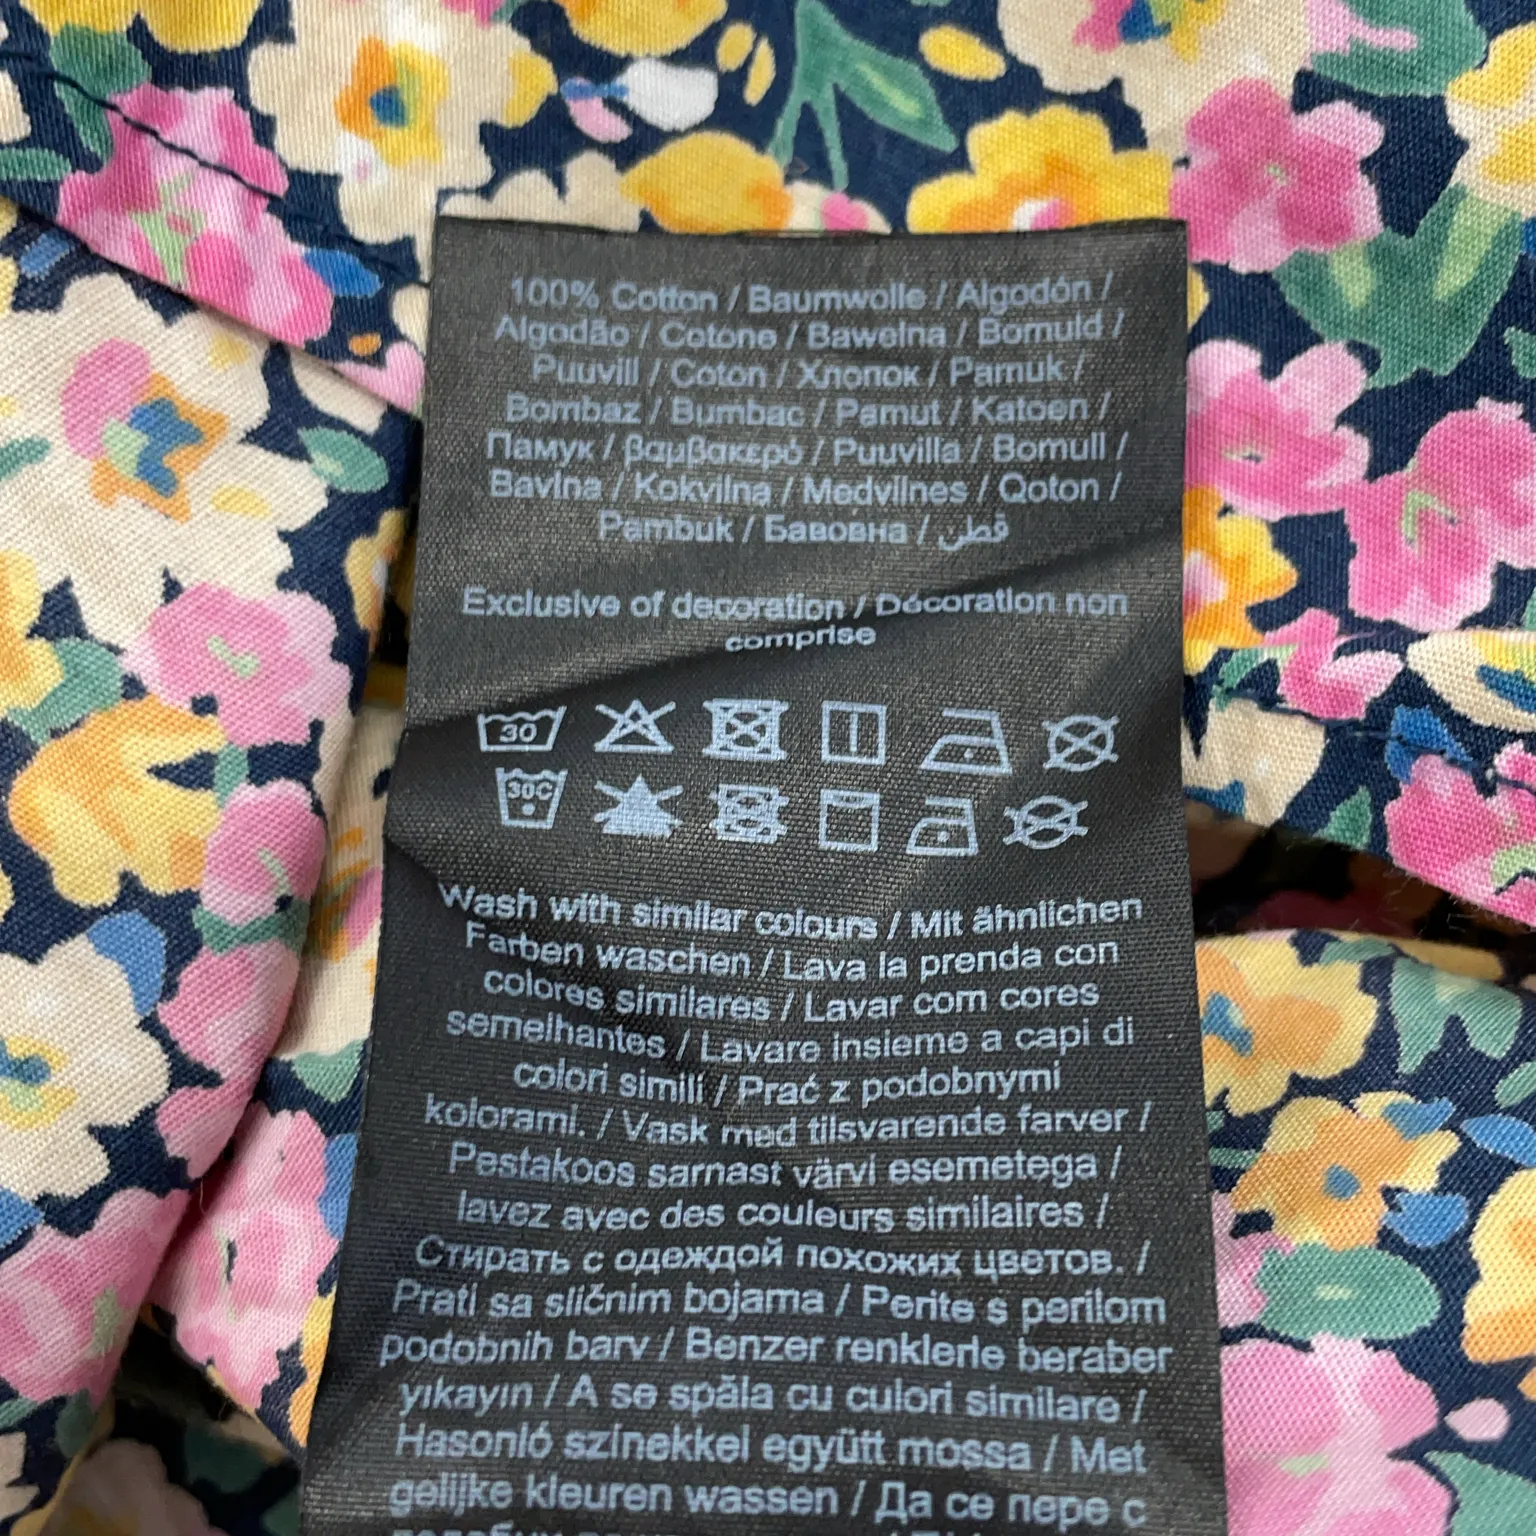 100% Cotton / Baumwolle / Algodón /
Algodão / Cotone / Bawełna / Bomuld /
Puuvill / Coton / Хлопок / Pamuk /
Bombaz / Bumbac / Pamut / Katoen /
Памук / βαμβακερό / Puuvilla / Bomull /
Bavlna / Kokvilna / Medvilnes / Qoton /
Pambuk / Бавовна / قطن
Exclusive of decoration / Décoration non
comprise
30
30C
Wash with similar colours / Mit ähnlichen
Farben waschen / Lava la prenda con
colores similares / Lavar com cores
semelhantes / Lavare insieme a capi di
colori simili / Prać z podobnymi
kolorami. / Vask med tilsvarende farver /
Pestakoos sarnast värvi esemetega /
lavez avec des couleurs similaires /
Стирать с одеждой похожих цветов. /
Prati sa sličnim bojama / Perite s perilom
podobnih barv / Benzer renklerle beraber
yıkayın / A se spăla cu culori similare /
Hasonló színekkel együtt mossa / Met
gelijke kleuren wassen / Да се пере с